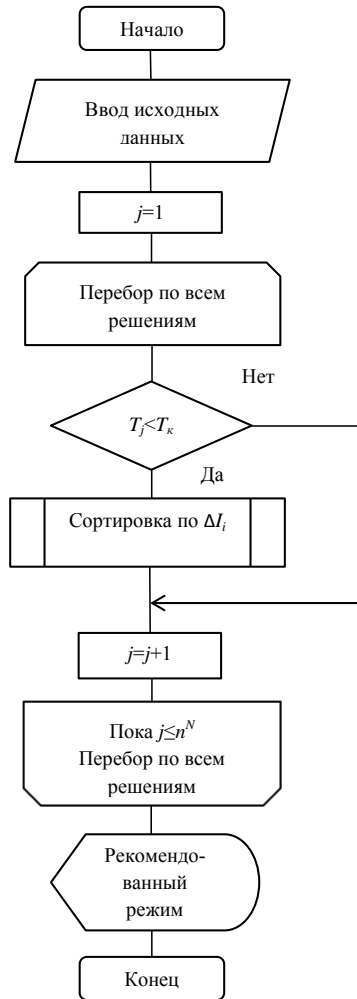 Начало
Ввод исходных
данных
j=1
Перебор по всем
решениям
Нет
Tj<Tк
Да
Сортировка по ΔIi
j=j+1
Пока j≤n^N
Перебор по всем
решениям
Рекомендо-
ванный
режим
Конец